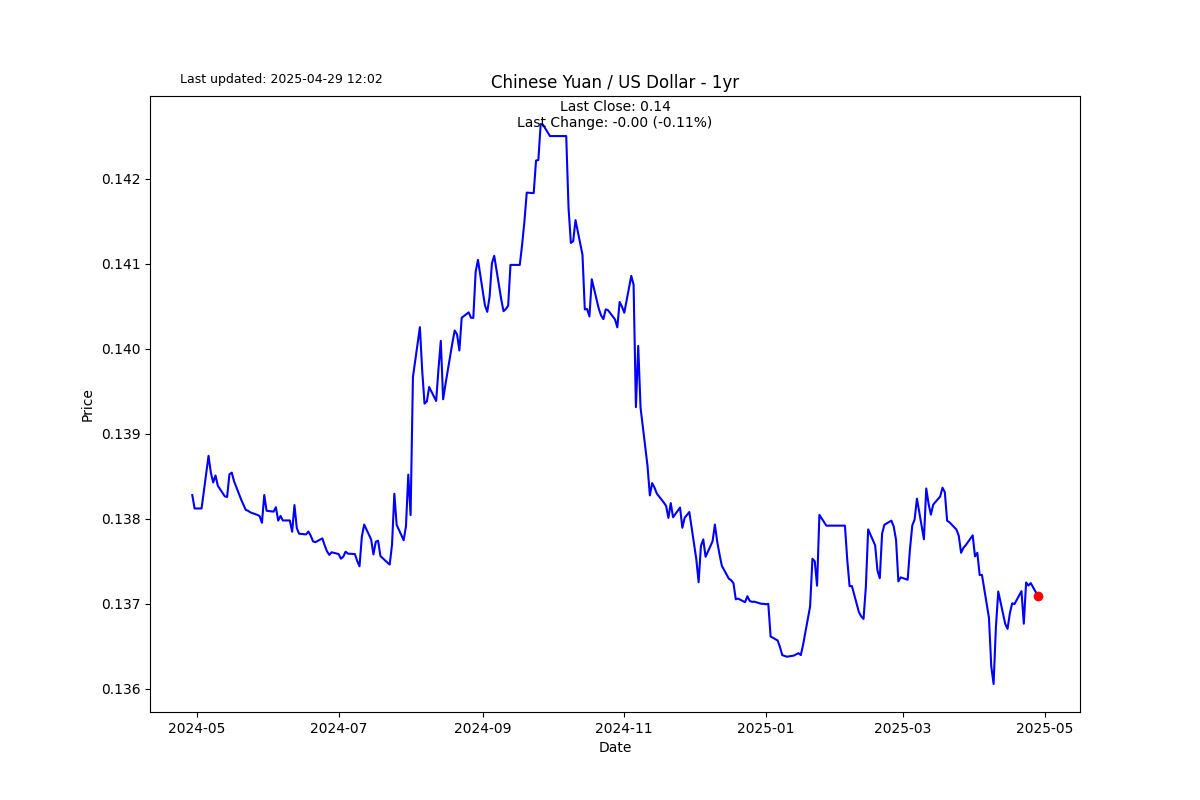 Last updated: 2025-04-29 12:02
Chinese Yuan / US Dollar - 1yr
Last Close: 0.14
Last Change: -0.00 (-0.11%)
0.142
0.141
0.140
0.139
0.138
0.137
0.136
Price
2024-05 2024-07 2024-09 2024-11 2025-01 2025-03 2025-05
Date